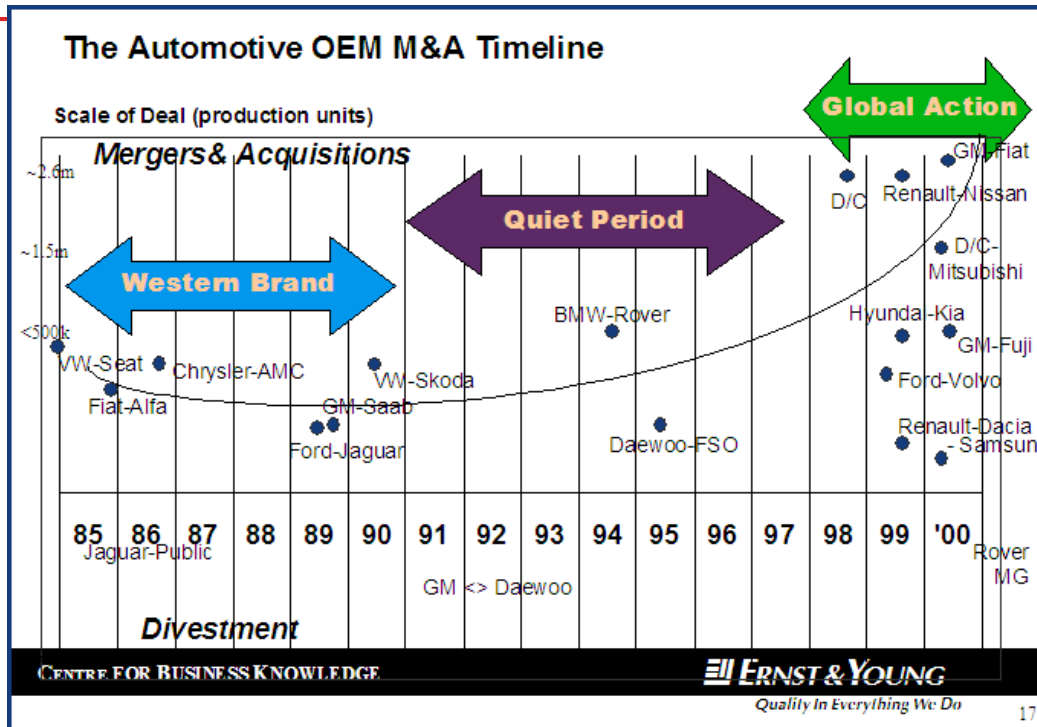 The Automotive OEM M&A Timeline
Global Action
Scale of Deal (production units)
Mergers& Acquisitions
GM-Fiat
~2.6m
D/C
Renault-Nissan
Quiet Period
~1.5m
D/C-
Mitsubishi
Western Brand
BMW-Rover
Hyundai-Kia
<500k
GM-Fuji
VW-Seat
Chrysler-AMC
VW-Skoda
Ford-Volvo
Fiat-Alfa
GM-Saab
Renault-Dacia
Ford-Jaguar
Daewoo-FSO
- Samsun
85 86 87 88 89 90 91 92 93 94 95 96 97 98 99 '00
Jaguar-Public
Rover
MG
GM <> Daewoo
Divestment
CENTRE FOR BUSINESS KNOWLEDGE
ERNST & YOUNG
Quality In Everything We Do
17